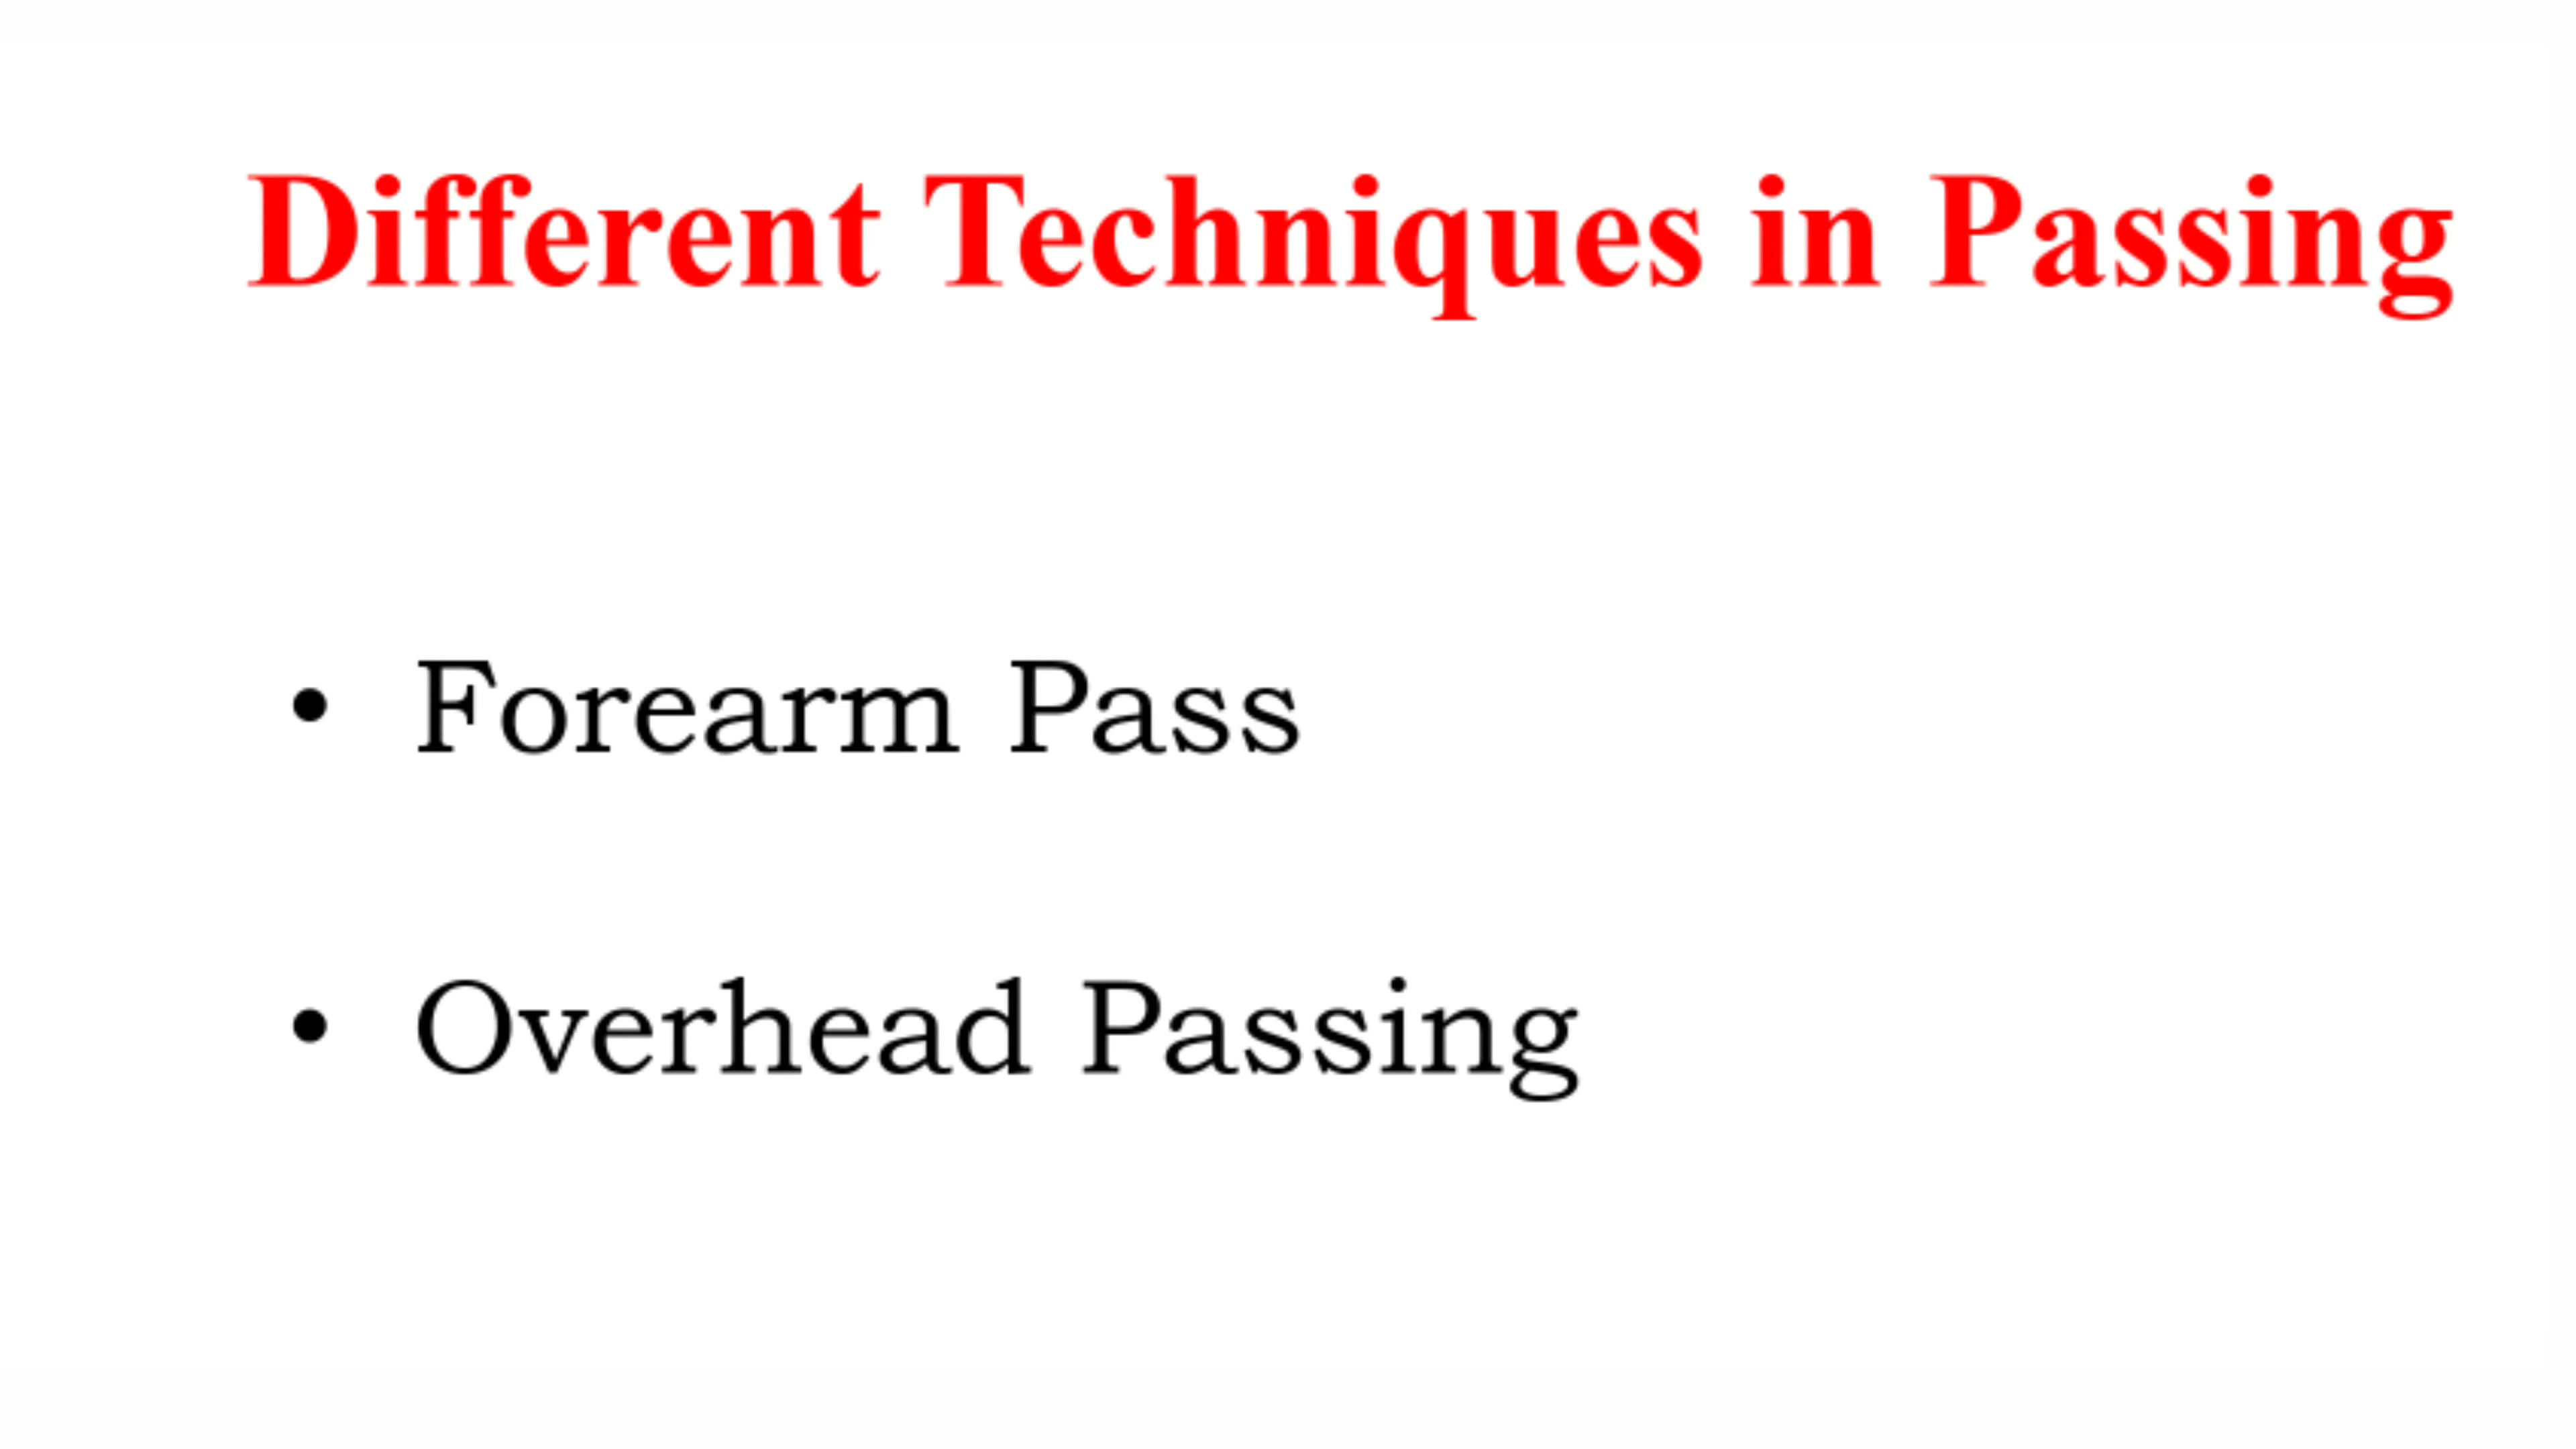 Different Techniques in Passing
• Forearm Pass
• Overhead Passing